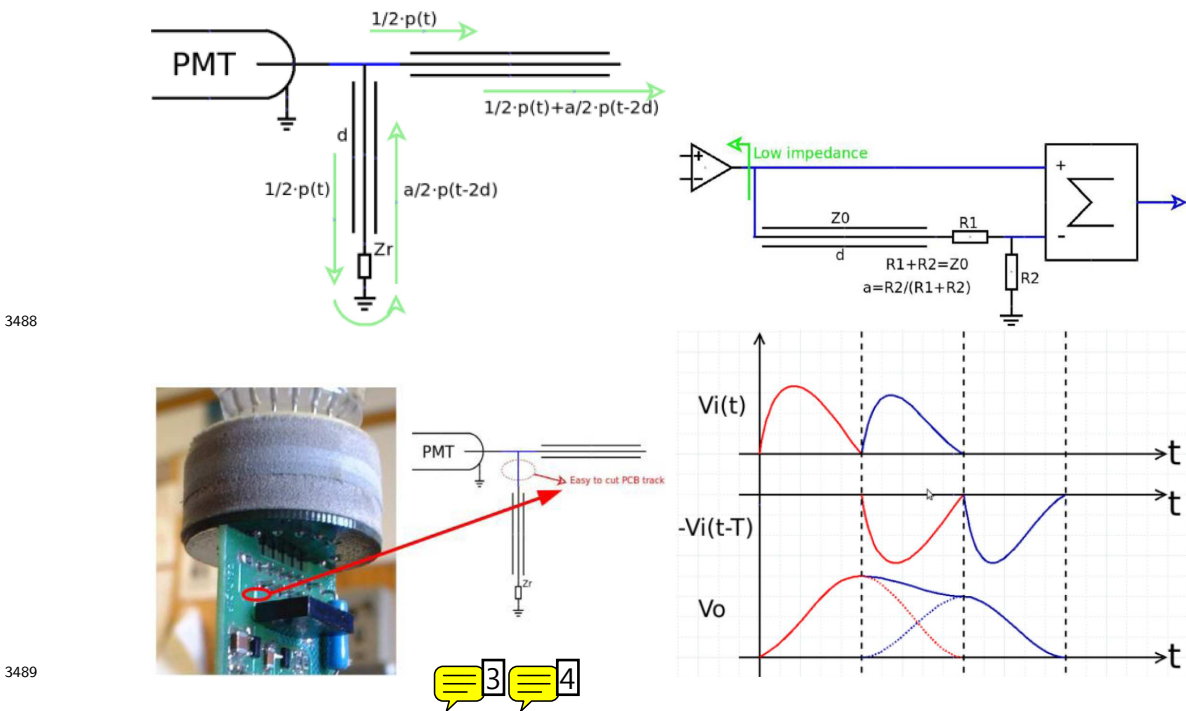 1/2·p(t)
PMT
1/2·p(t)+a/2·p(t-2d)
d
1/2·p(t)
a/2·p(t-2d)
Zr
Low impedance
+
-
Z0
d
R1
R1+R2=Z0
a=R2/(R1+R2)
R2
3488
PMT
Easy to cut PCB track
Zr
Vi(t)
t
-Vi(t-T)
t
Vo
t
3489
3
4